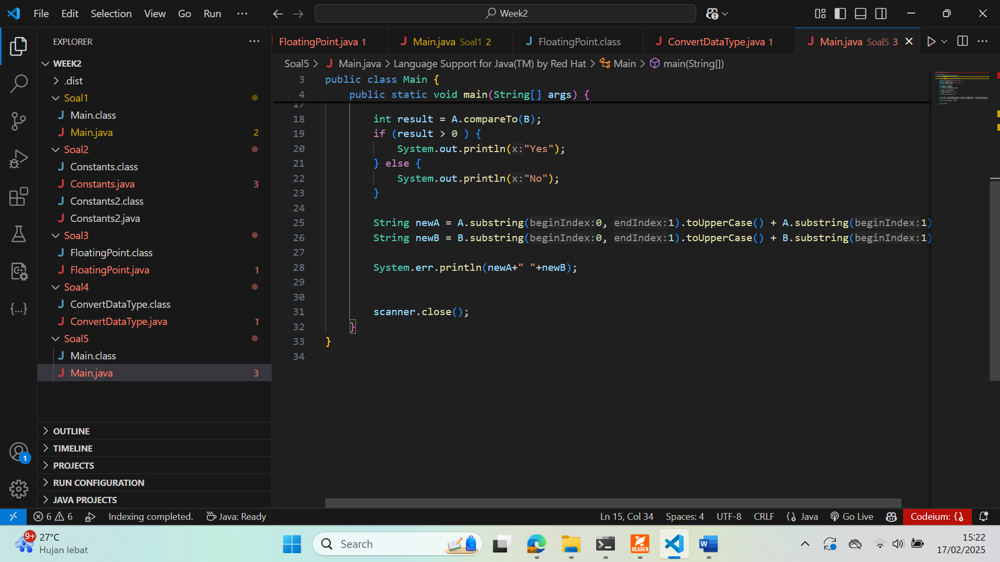 File Edit Selection View Go Run ···
Week2
EXPLORER ···
WEEK2
.dist
Soal1
Main.class
Main.java 2
Soal2
Constants.class
Constants.java 3
Constants2.class
Constants2.java
Soal3
FloatingPoint.class
FloatingPoint.java 1
Soal4
ConvertDataType.class
ConvertDataType.java 1
Soal5
Main.class
Main.java 3
OUTLINE
TIMELINE
PROJECTS
RUN CONFIGURATION
JAVA PROJECTS
1
FloatingPoint.java 1 Main.java Soal1 2 FloatingPoint.class ConvertDataType.java 1 Main.java Soal5 3
Soal5 > Main.java > Language Support for Java(TM) by Red Hat > Main > main(String[])
3 public class Main {
4 public static void main(String[] args) {
17
18 int result = A.compareTo(B);
19 if (result > 0 ) {
20 System.out.println(x:"Yes");
21 } else {
22 System.out.println(x:"No");
23 }
24
25 String newA = A.substring(beginIndex:0, endIndex:1).toUpperCase() + A.substring(beginIndex:1)
26 String newB = B.substring(beginIndex:0, endIndex:1).toUpperCase() + B.substring(beginIndex:1)
27
28 System.err.println(newA+" "+newB);
29
30
31 scanner.close();
32 }
33 }
34
6 6 Indexing completed. Java: Ready
Ln 15, Col 34 Spaces: 4 UTF-8 CRLF {} Java Go Live Codeium: {}
9+ 27°C
Hujan lebat
Search
READER
W
15:22
17/02/2025